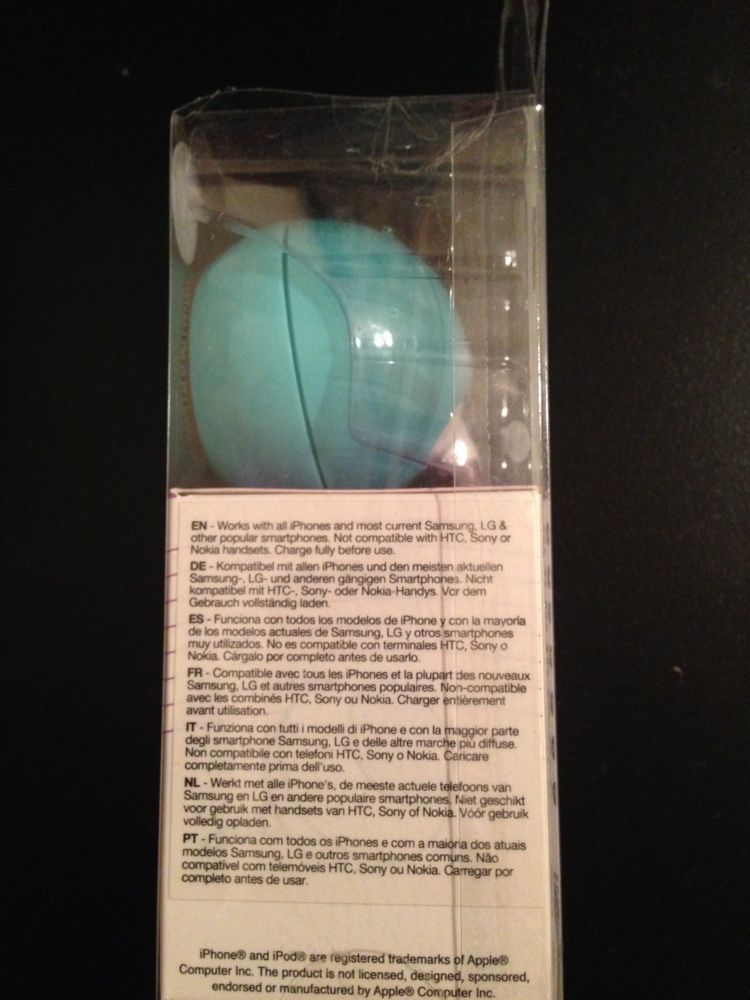 EN - Works with all iPhones and most current Samsung, LG &
other popular smartphones. Not compatible with HTC, Sony or
Nokia handsets. Charge fully before use.
DE - Kompatibel mit allen iPhones und den meisten aktuellen
Samsung-, LG- und anderen gängigen Smartphones. Nicht
kompatibel mit HTC-, Sony- oder Nokia-Handys. Vor dem
Gebrauch vollständig laden.
ES - Funciona con todos los modelos de iPhone y con la mayoría
de los modelos actuales de Samsung, LG y otros smartphones
muy utilizados. No es compatible con terminales HTC, Sony o
Nokia. Cárgalo por completo antes de usarlo.
FR - Compatible avec tous les iPhones et la plupart des nouveaux
Samsung, LG et autres smartphones populaires. Non-compatible
avec les combinés HTC, Sony ou Nokia. Charger entièrement
avant utilisation.
IT - Funziona con tutti i modelli di iPhone e con la maggior parte
degli smartphone Samsung, LG e delle altre marche più diffuse.
Non compatibile con telefoni HTC, Sony o Nokia. Caricare
completamente prima dell'uso.
NL - Werkt met alle iPhone's, de meeste actuele telefoons van
Samsung en LG en andere populaire smartphones. Niet geschikt
voor gebruik met handsets van HTC, Sony of Nokia. Vóór gebruik
volledig opladen.
PT - Funciona com todos os iPhones e com a maioria dos atuais
modelos Samsung, LG e outros smartphones comuns. Não
compatível com telemóveis HTC, Sony ou Nokia. Carregar por
completo antes de usar.
iPhone® and iPod® are registered trademarks of Apple®
Computer Inc. The product is not licensed, designed, sponsored,
endorsed or manufactured by Apple® Computer Inc.